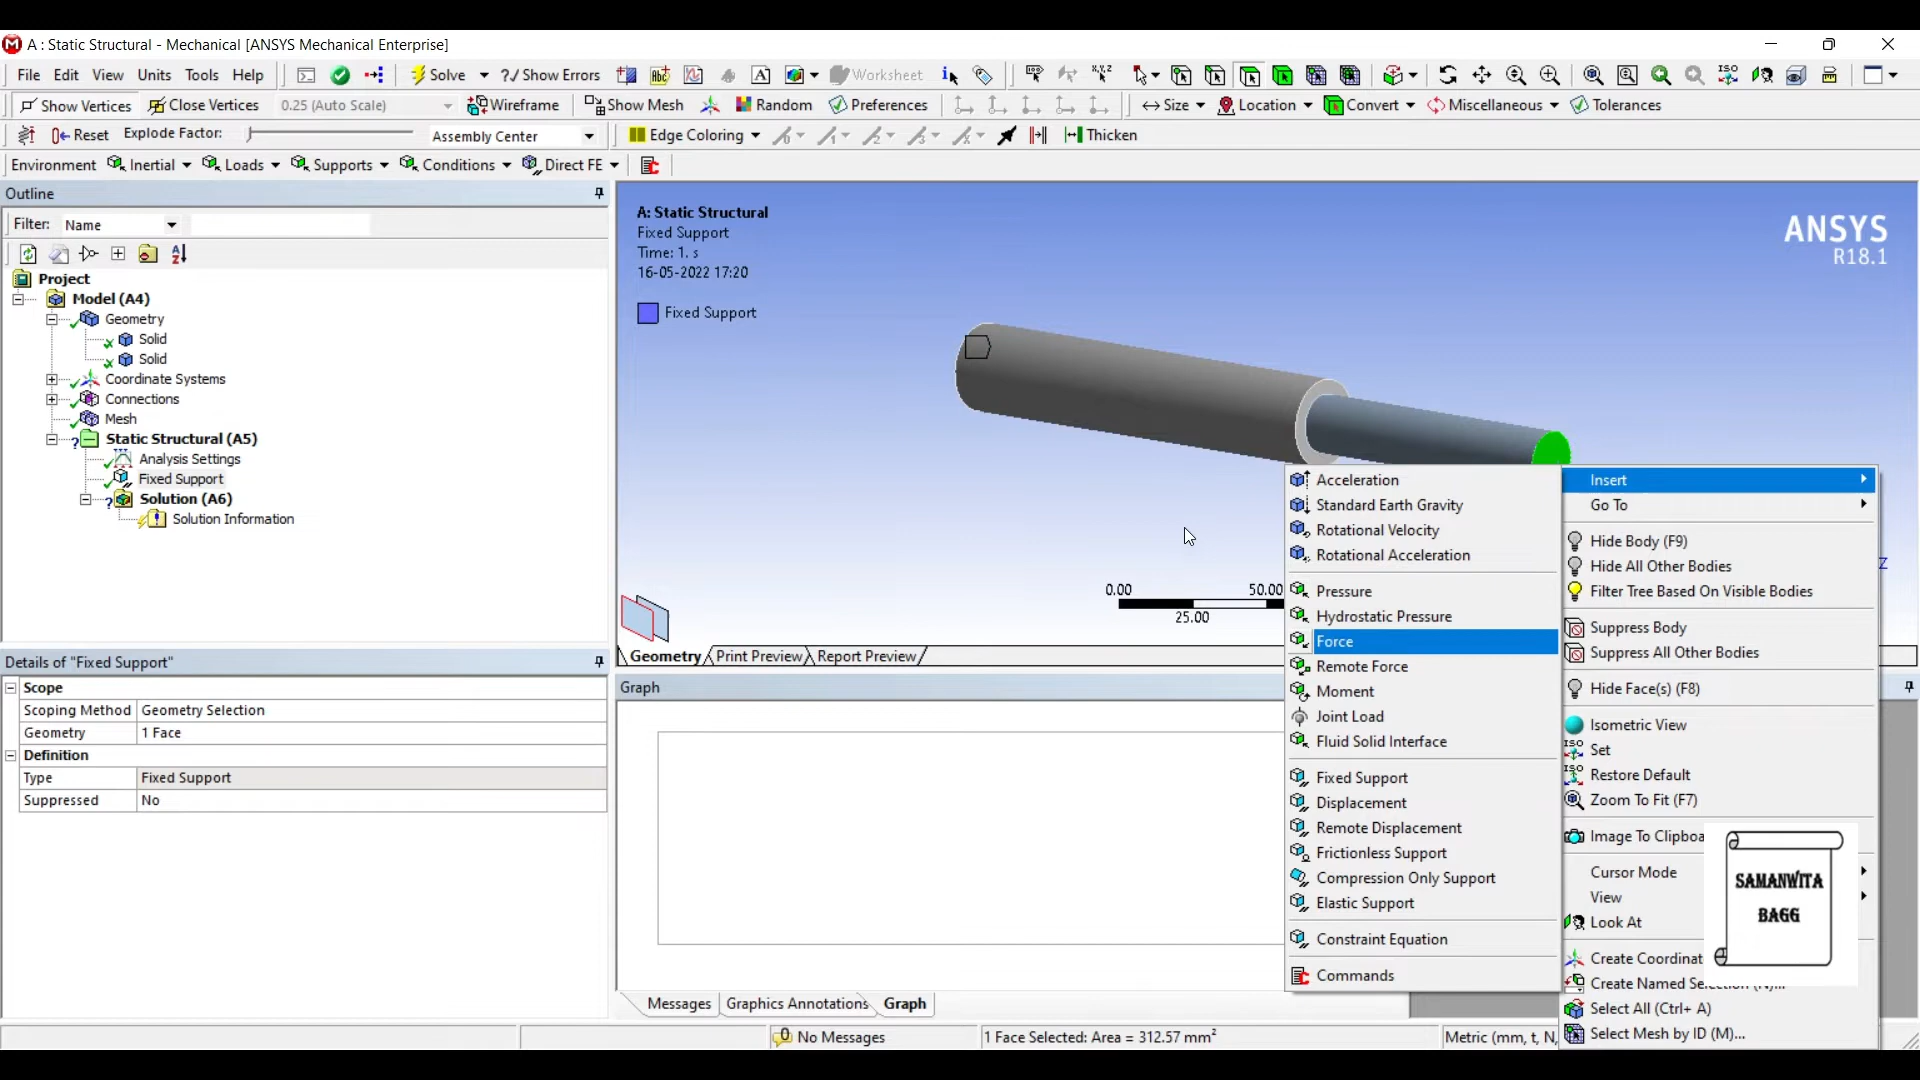 A : Static Structural - Mechanical [ANSYS Mechanical Enterprise]
File Edit View Units Tools Help Solve ?/ Show Errors Worksheet
Show Vertices Close Vertices 0.25 (Auto Scale) Wireframe Show Mesh Random Preferences Size Location Convert Miscellaneous Tolerances
Reset Explode Factor: Assembly Center Edge Coloring Thicken
Environment Inertial Loads Supports Conditions Direct FE
Outline
Filter: Name
Project
Model (A4)
Geometry
Solid
Solid
Coordinate Systems
Connections
Mesh
Static Structural (A5)
Analysis Settings
Fixed Support
Solution (A6)
Solution Information
Details of "Fixed Support"
Scope
Scoping Method Geometry Selection
Geometry 1 Face
Definition
Type Fixed Support
Suppressed No
A: Static Structural
Fixed Support
Time: 1. s
16-05-2022 17:20
Fixed Support
ANSYS
R18.1
0.00 50.00
25.00
Z
Geometry Print Preview Report Preview
Graph
Acceleration
Standard Earth Gravity
Rotational Velocity
Rotational Acceleration
Pressure
Hydrostatic Pressure
Force
Remote Force
Moment
Joint Load
Fluid Solid Interface
Fixed Support
Displacement
Remote Displacement
Frictionless Support
Compression Only Support
Elastic Support
Constraint Equation
Commands
Insert
Go To
Hide Body (F9)
Hide All Other Bodies
Filter Tree Based On Visible Bodies
Suppress Body
Suppress All Other Bodies
Hide Face(s) (F8)
Isometric View
Set
Restore Default
Zoom To Fit (F7)
Image To Clipboa
Cursor Mode
View
Look At
Create Coordinat
Create Named Se
Select All (Ctrl+ A)
Select Mesh by ID (M)...
SAMANWITA
BAGG
Messages Graphics Annotations Graph
No Messages 1 Face Selected: Area = 312.57 mm² Metric (mm, t, N,